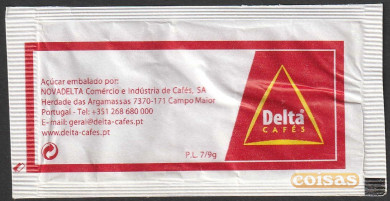 Açúcar embalado por:
NOVADELTA Comércio e Indústria de Cafés, SA
Herdade das Argamassas 7370-171 Campo Maior
Portugal - Tel: +351 268 680 000
E-mail: geral@delta-cafes.pt
www.delta-cafes.pt
P.L. 7/9g
Delta
CAFÉS
coisas